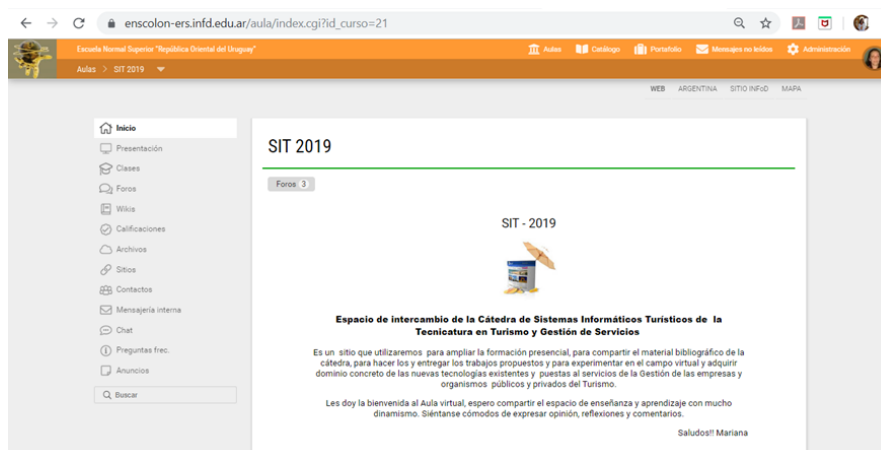 enscolon-ers.infd.edu.ar/aula/index.cgi?id_curso=21
Escuela Normal Superior "República Oriental del Uruguay"
Aulas Catálogo Portafolio Mensajes no leídos Administración
Aulas > SIT 2019
WEB ARGENTINA SITIO INFoD MAPA
Inicio
Presentación
Clases
Foros
Wikis
Calificaciones
Archivos
Sitios
Contactos
Mensajería interna
Chat
Preguntas frec.
Anuncios
Buscar
SIT 2019
Foros 3
SIT - 2019
Espacio de intercambio de la Cátedra de Sistemas Informáticos Turísticos de la
Tecnicatura en Turismo y Gestión de Servicios
Es un sitio que utilizaremos para ampliar la formación presencial, para compartir el material bibliográfico de la
cátedra, para hacer los y entregar los trabajos propuestos y para experimentar en el campo virtual y adquirir
dominio concreto de las nuevas tecnologías existentes y puestas al servicios de la Gestión de las empresas y
organismos públicos y privados del Turismo.
Les doy la bienvenida al Aula virtual, espero compartir el espacio de enseñanza y aprendizaje con mucho
dinamismo. Siéntanse cómodos de expresar opinión, reflexiones y comentarios.
Saludos!! Mariana